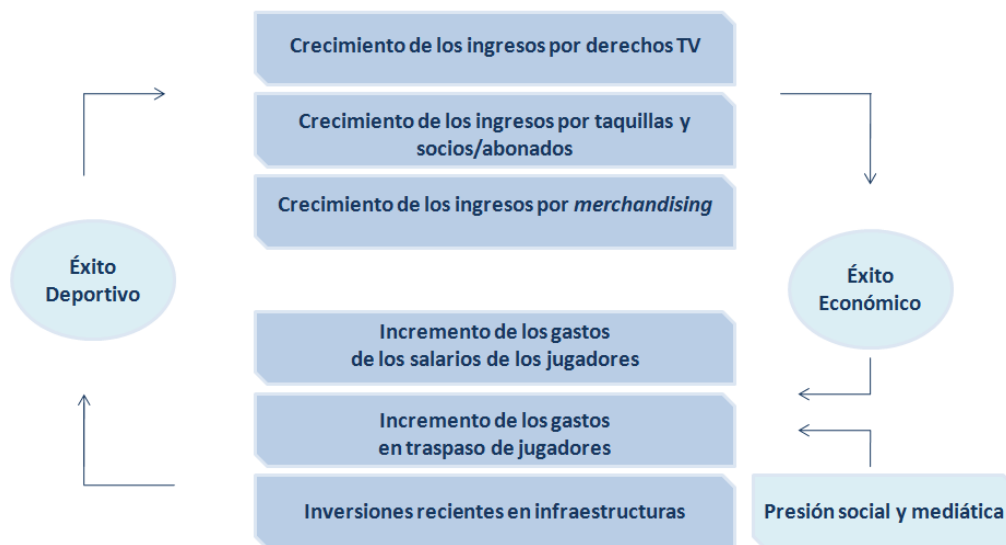 Crecimiento de los ingresos por derechos TV
Crecimiento de los ingresos por taquillas y
socios/abonados
Crecimiento de los ingresos por merchandising
Éxito
Deportivo
Éxito
Económico
Incremento de los gastos
de los salarios de los jugadores
Incremento de los gastos
en traspaso de jugadores
Inversiones recientes en infraestructuras
Presión social y mediática